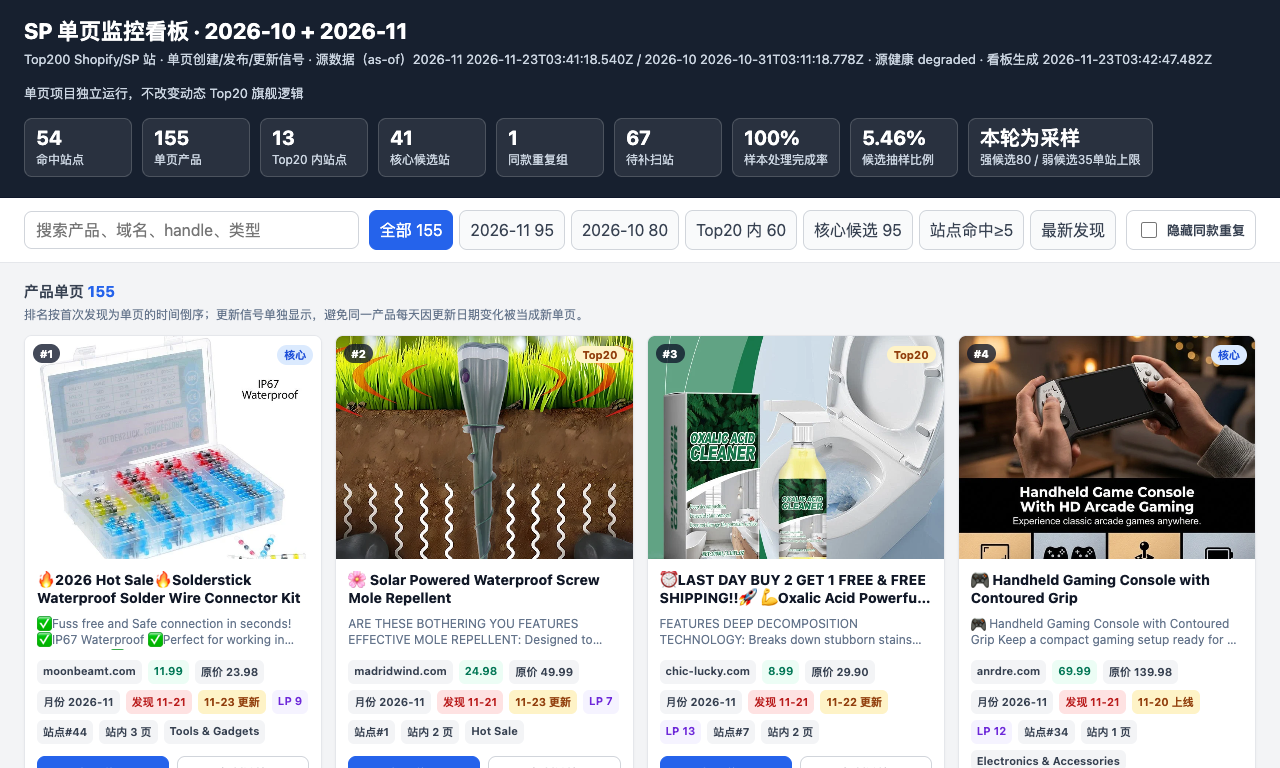 SP 单页监控看板 · 2026-10 + 2026-11
Top200 Shopify/SP 站 · 单页创建/发布/更新信号 · 源数据（as-of）2026-11 2026-11-23T03:41:18.540Z / 2026-10 2026-10-31T03:11:18.778Z · 源健康 degraded · 看板生成 2026-11-23T03:42:47.482Z
单页项目独立运行，不改变动态 Top20 旗舰逻辑
54
命中站点
155
单页产品
13
Top20 内站点
41
核心候选站
1
同款重复组
67
待补扫站
100%
样本处理完成率
5.46%
候选抽样比例
本轮为采样
强候选80 / 弱候选35单站上限
搜索产品、域名、handle、类型
全部 155
2026-11 95
2026-10 80
Top20 内 60
核心候选 95
站点命中≥5
最新发现
隐藏同款重复
产品单页 155
排名按首次发现为单页的时间倒序；更新信号单独显示，避免同一产品每天因更新日期变化被当成新单页。
#1
核心
IP67
Waterproof
🔥2026 Hot Sale🔥Solderstick
Waterproof Solder Wire Connector Kit
✅Fuss free and Safe connection in seconds!
✅IP67 Waterproof ✅Perfect for working in...
moonbeamt.com
11.99
原价 23.98
月份 2026-11
发现 11-21
11-23 更新
LP 9
站点#44
站内 3 页
Tools & Gadgets
#2
Top20
🌸 Solar Powered Waterproof Screw
Mole Repellent
ARE THESE BOTHERING YOU FEATURES
EFFECTIVE MOLE REPELLENT: Designed to...
madridwind.com
24.98
原价 49.99
月份 2026-11
发现 11-21
11-23 更新
LP 7
站点#1
站内 2 页
Hot Sale
#3
Top20
OXALIC ACID
CLEANER
OXALIC ACID
CLEANER
⏰LAST DAY BUY 2 GET 1 FREE & FREE
SHIPPING!!🚀 💪Oxalic Acid Powerfu...
FEATURES DEEP DECOMPOSITION
TECHNOLOGY: Breaks down stubborn stains...
chic-lucky.com
8.99
原价 29.90
月份 2026-11
发现 11-21
11-22 更新
LP 13
站点#7
站内 2 页
#4
核心
Handheld Game Console
With HD Arcade Gaming
Experience classic arcade games anywhere.
🎮 Handheld Gaming Console with
Contoured Grip
🎮 Handheld Gaming Console with Contoured
Grip Keep a compact gaming setup ready for ...
anrdre.com
69.99
原价 139.98
月份 2026-11
发现 11-21
11-20 上线
LP 12
站点#34
站内 1 页
Electronics & Accessories